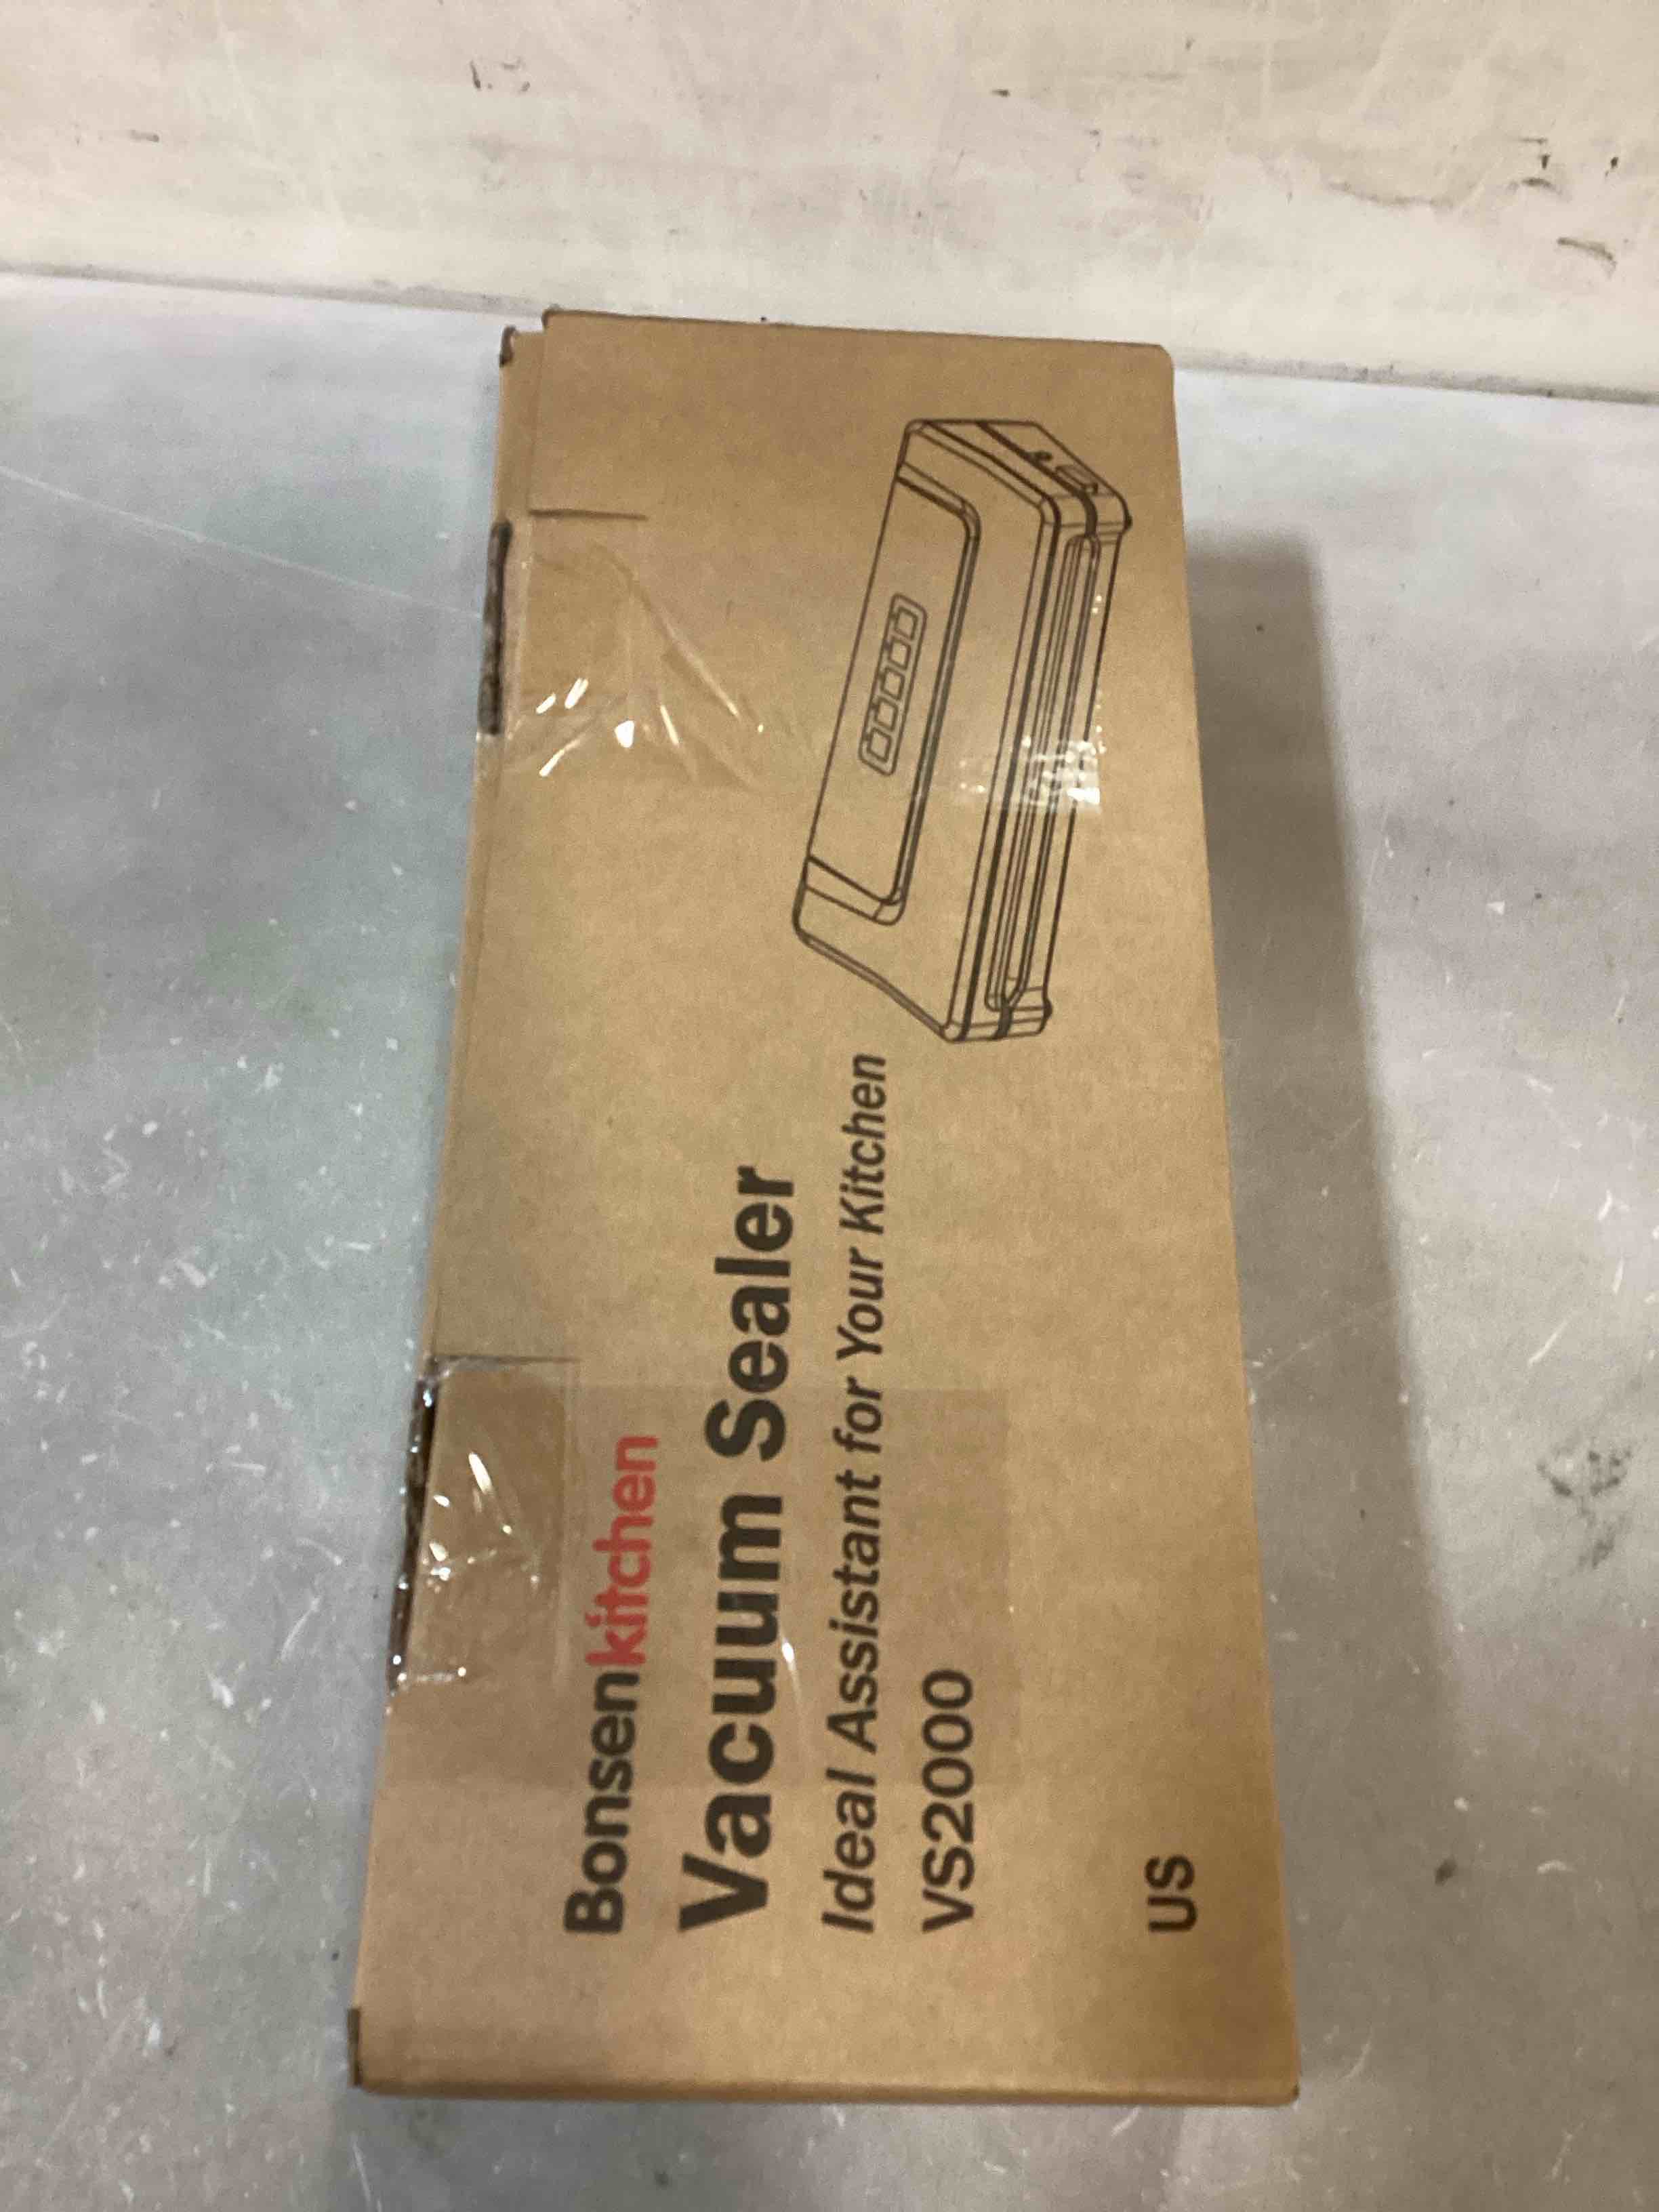 Bonsenkitchen
Vacuum Sealer
Ideal Assistant for Your Kitchen
VS2000
US